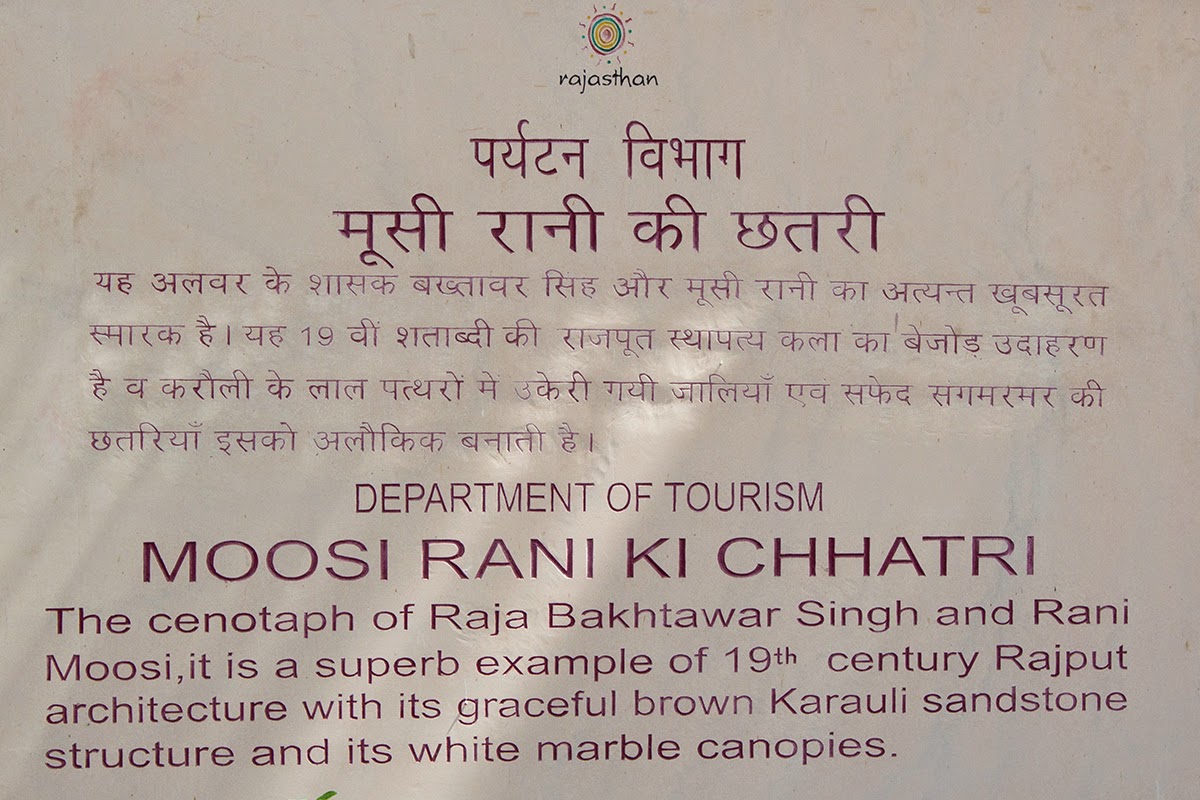 rajasthan
पर्यटन विभाग
मूसी रानी की छतरी
यह अलवर के शासक बख्तावर सिंह और मूसी रानी का अत्यन्त खूबसूरत
स्मारक है। यह 19 वीं शताब्दी की राजपूत स्थापत्य कला का बेजोड़ उदाहरण
है व करौली के लाल पत्थरों में उकेरी गयी जालियाँ एवं सफेद सगमरमर की
छतरियाँ इसको अलौकिक बनाती है।
DEPARTMENT OF TOURISM
MOOSI RANI KI CHHATRI
The cenotaph of Raja Bakhtawar Singh and Rani
Moosi,it is a superb example of 19th century Rajput
architecture with its graceful brown Karauli sandstone
structure and its white marble canopies.